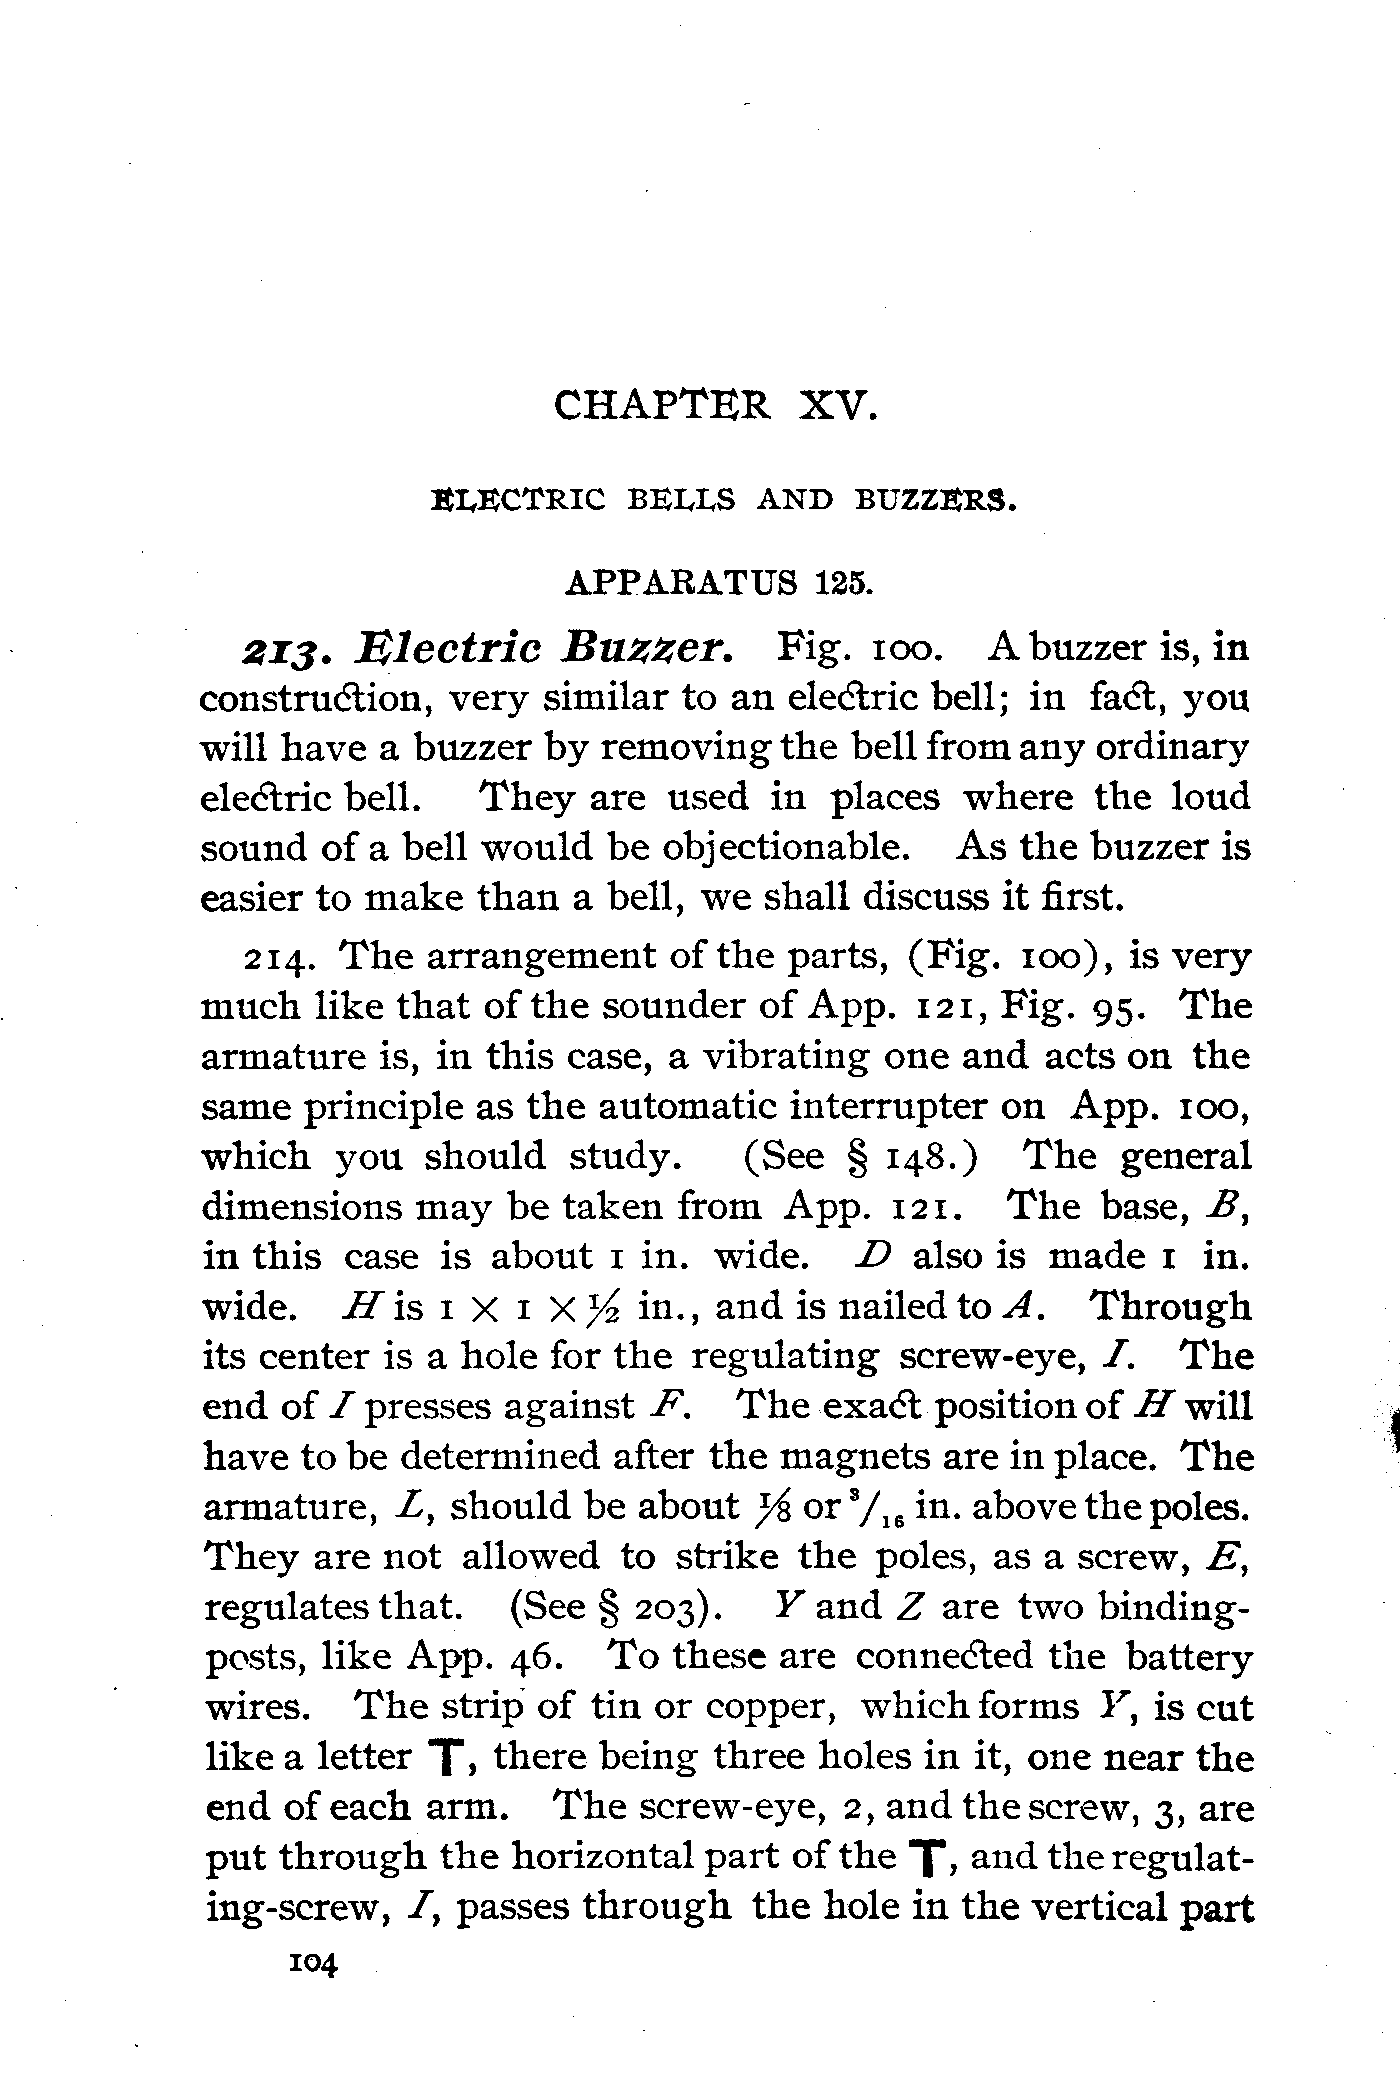 CHAPTER XV.
ELECTRIC BELLS AND BUZZERS.
APPARATUS 125.
213. Electric Buzzer. Fig. 100. A buzzer is, in
construction, very similar to an electric bell; in fact, you
will have a buzzer by removing the bell from any ordinary
electric bell. They are used in places where the loud
sound of a bell would be objectionable. As the buzzer is
easier to make than a bell, we shall discuss it first.
214. The arrangement of the parts, (Fig. 100), is very
much like that of the sounder of App. 121, Fig. 95. The
armature is, in this case, a vibrating one and acts on the
same principle as the automatic interrupter on App. 100,
which you should study. (See § 148.) The general
dimensions may be taken from App. 121. The base, B,
in this case is about 1 in. wide. D also is made 1 in.
wide. H is 1 × 1 × ½ in., and is nailed to A. Through
its center is a hole for the regulating screw-eye, I. The
end of I presses against F. The exact position of H will
have to be determined after the magnets are in place. The
armature, L, should be about ⅛ or 3/16 in. above the poles.
They are not allowed to strike the poles, as a screw, E,
regulates that. (See § 203). Y and Z are two binding-
posts, like App. 46. To these are connected the battery
wires. The strip of tin or copper, which forms Y, is cut
like a letter T, there being three holes in it, one near the
end of each arm. The screw-eye, 2, and the screw, 3, are
put through the horizontal part of the T, and the regulat-
ing-screw, I, passes through the hole in the vertical part
104